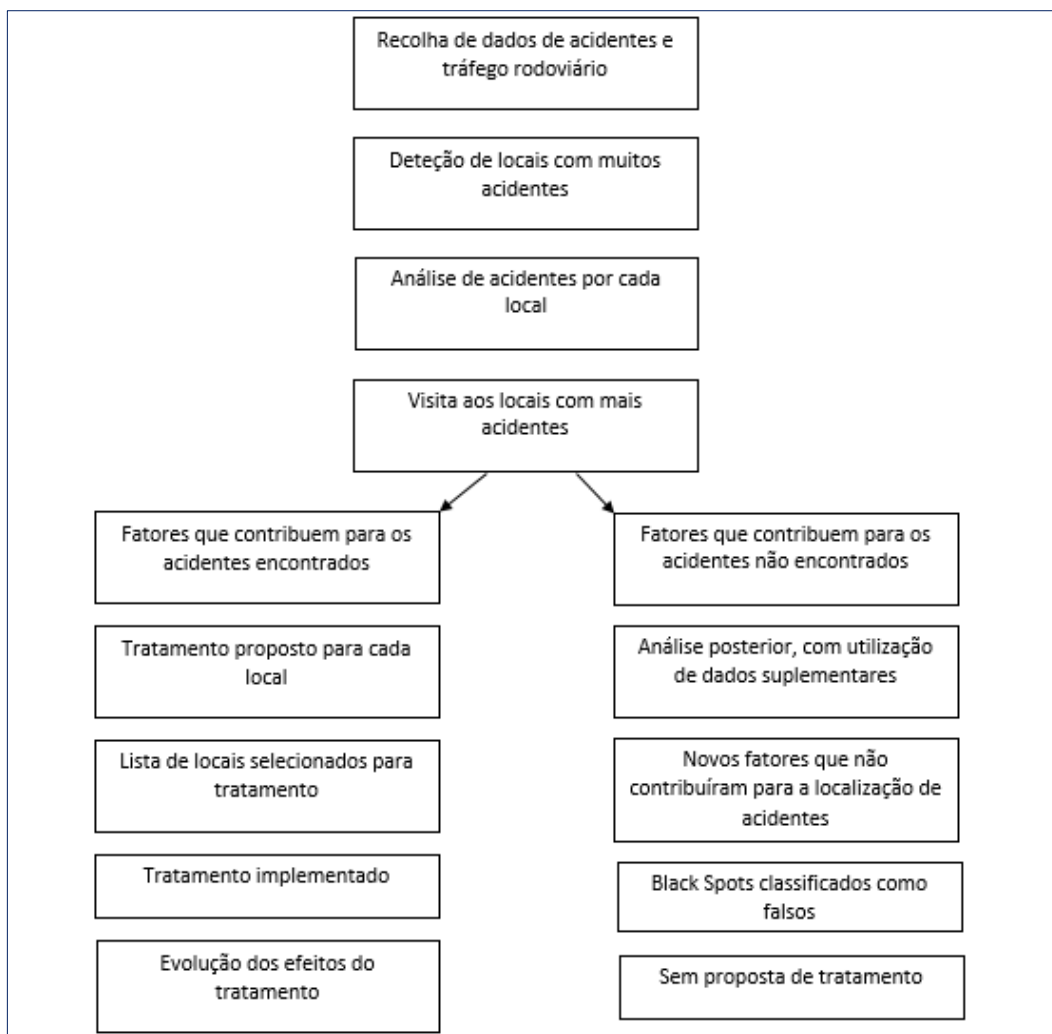 Recolha de dados de acidentes e
tráfego rodoviário
Deteção de locais com muitos
acidentes
Análise de acidentes por cada
local
Visita aos locais com mais
acidentes
Fatores que contribuem para os
acidentes encontrados
Tratamento proposto para cada
local
Lista de locais selecionados para
tratamento
Tratamento implementado
Evolução dos efeitos do
tratamento
Fatores que contribuem para os
acidentes não encontrados
Análise posterior, com utilização
de dados suplementares
Novos fatores que não
contribuíram para a localização de
acidentes
Black Spots classificados como
falsos
Sem proposta de tratamento